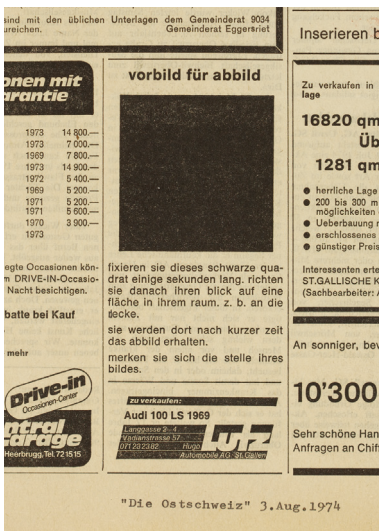 sind mit den üblichen Unterlagen dem Gemeinderat 9034
Gemeinderat Eggersriet
onen mit
arantie
1973 14 800.—
1973 7 000.—
1969 7 800.—
1973 14 900.—
1972 5 400.—
1969 5 200.—
1971 5 200.—
1971 5 600.—
1970 3 900.—
1973
egte Occasionen kön-
m DRIVE-IN-Occasio-
Nacht besichtigen.
batte bei Kauf
mehr
Drive-in
Occasionen-Center
ntral
Garage
Heerbrugg, Tel. 72 15 15
vorbild für abbild
fixieren sie dieses schwarze qua-
drat einige sekunden lang. richten
sie danach ihren blick auf eine
fläche in ihrem raum. z. b. an die
decke.
sie werden dort nach kurzer zeit
das abbild erhalten.
merken sie sich die stelle ihres
bildes.
zu verkaufen:
Audi 100 LS 1969
Langgasse 2-4
Vadianstrasse 57
071 23 23 82 Hugo
Lutz
Automobile AG St. Gallen
Inserieren b
Zu verkaufen in
lage
16820 qm
Üb
1281 qm
● herrliche Lage
● 200 bis 300 m
möglichkeiten
● Ueberbauung
● erschlossenes
● günstiger Preis
Interessenten erte
ST.GALLISCHE K
(Sachbearbeiter:
An sonniger, bev
10'300
Sehr schöne Han
Anfragen an Chif
"Die Ostschweiz" 3.Aug.1974